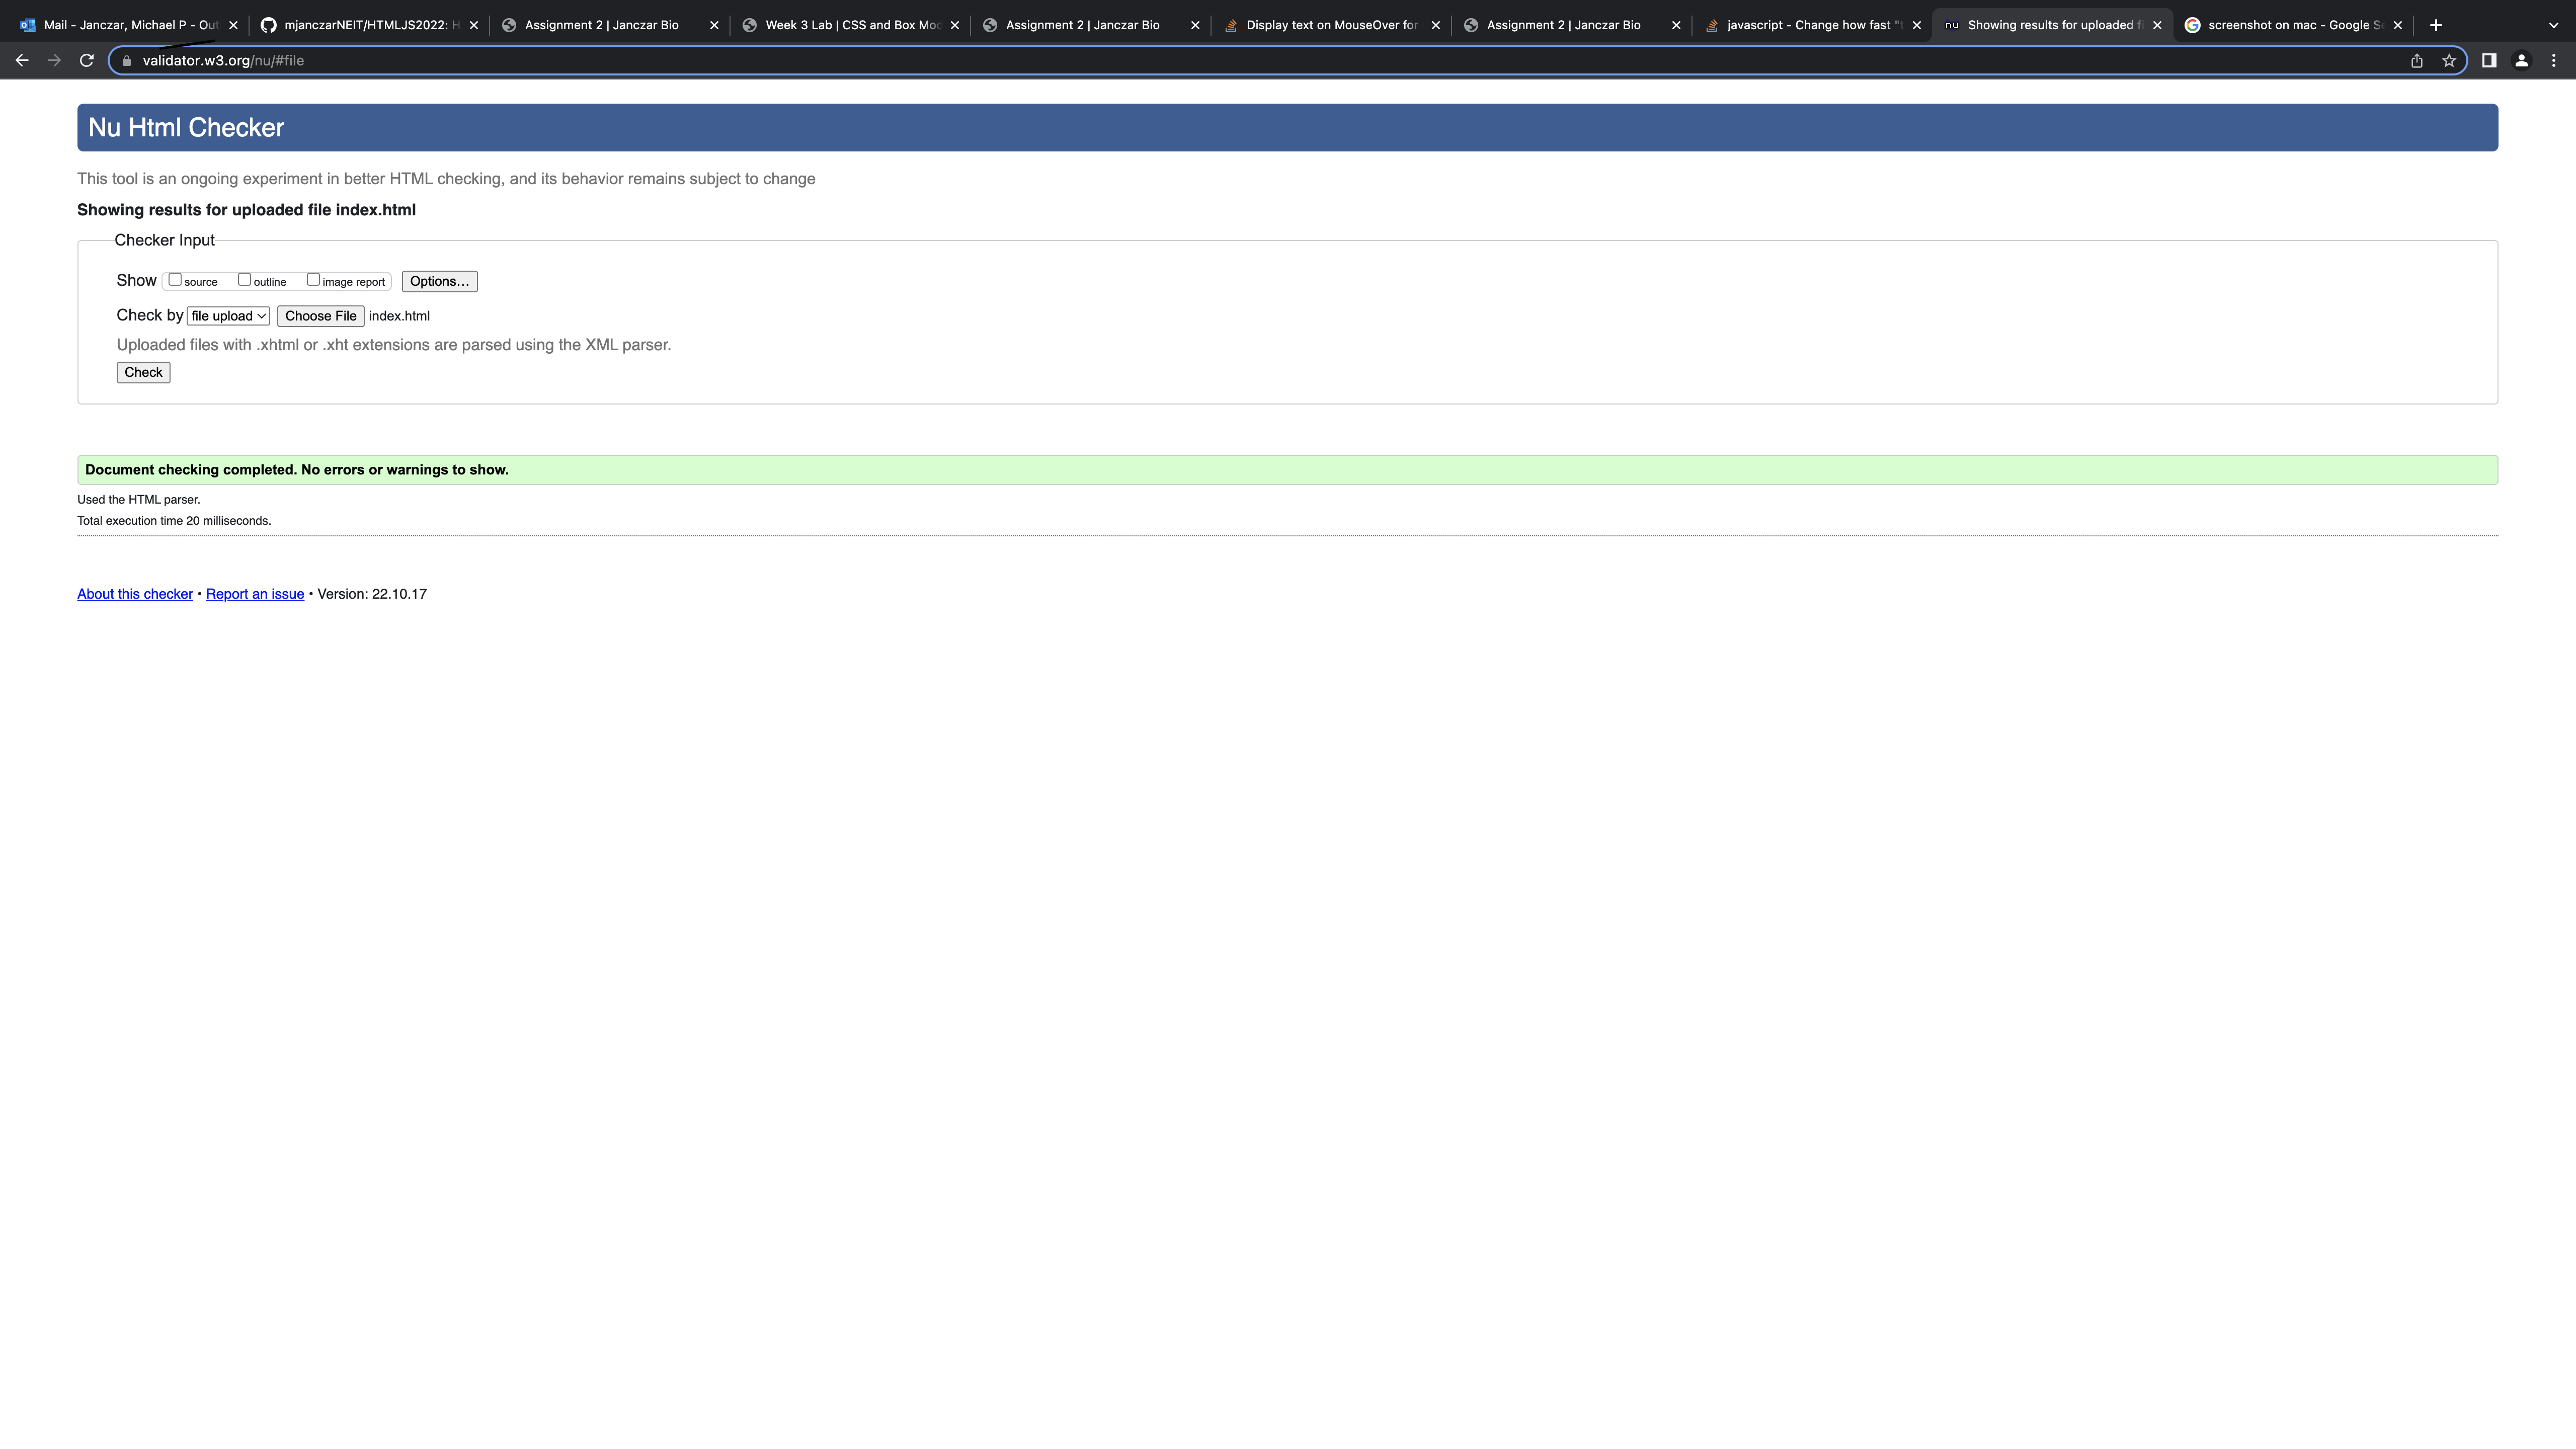 Mail - Janczar, Michael P - Out
mjanczarNEIT/HTMLJS2022: H
Assignment 2 | Janczar Bio
Week 3 Lab | CSS and Box Mod
Assignment 2 | Janczar Bio
Display text on MouseOver for
Assignment 2 | Janczar Bio
javascript - Change how fast "t
nu Showing results for uploaded fi
screenshot on mac - Google Se
validator.w3.org/nu/#file
Nu Html Checker
This tool is an ongoing experiment in better HTML checking, and its behavior remains subject to change
Showing results for uploaded file index.html
Checker Input
Show source outline image report Options…
Check by file upload Choose File index.html
Uploaded files with .xhtml or .xht extensions are parsed using the XML parser.
Check
Document checking completed. No errors or warnings to show.
Used the HTML parser.
Total execution time 20 milliseconds.
About this checker • Report an issue • Version: 22.10.17